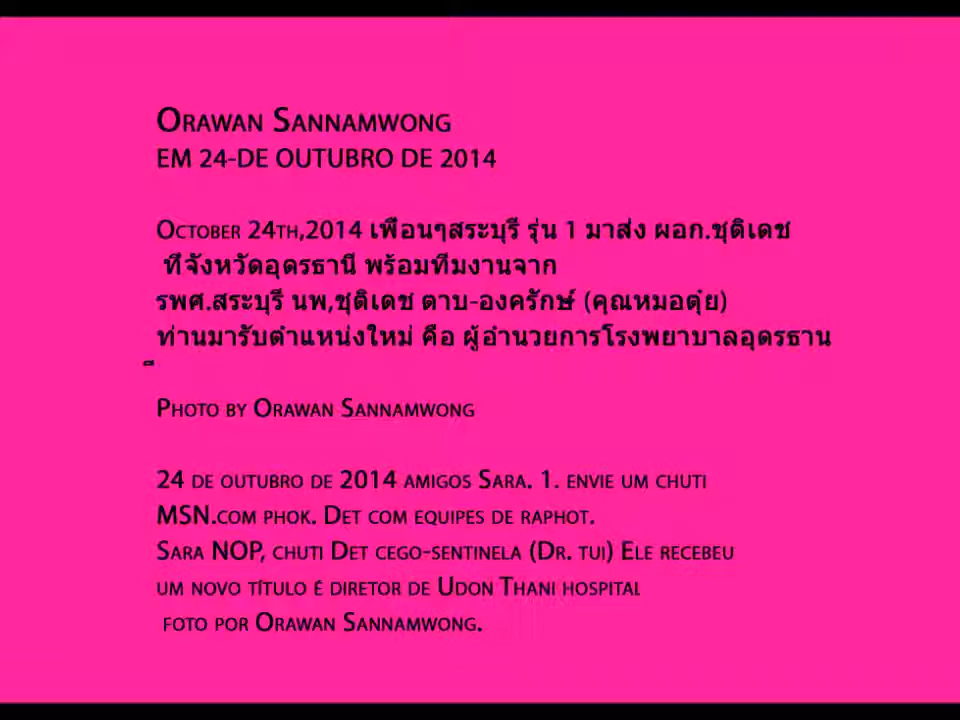 Orawan Sannamwong
EM 24-DE OUTUBRO DE 2014
October 24th,2014 เพื่อนๆสระบุรี รุ่น 1 มาส่ง ผอก.ชุติเดช
ที่จังหวัดอุดรธานี พร้อมทีมงานจาก
รพศ.สระบุรี นพ,ชุติเดช ตาบ-องครักษ์ (คุณหมอตุ๋ย)
ท่านมารับตำแหน่งใหม่ คือ ผู้อำนวยการโรงพยาบาลอุดรธาน
ี
Photo by Orawan Sannamwong
24 de outubro de 2014 amigos Sara. 1. envie um chuti
MSN.com phok. Det com equipes de raphot.
Sara NOP, chuti Det cego-sentinela (Dr. tui) Ele recebeu
um novo título é diretor de Udon Thani hospital
foto por Orawan Sannamwong.